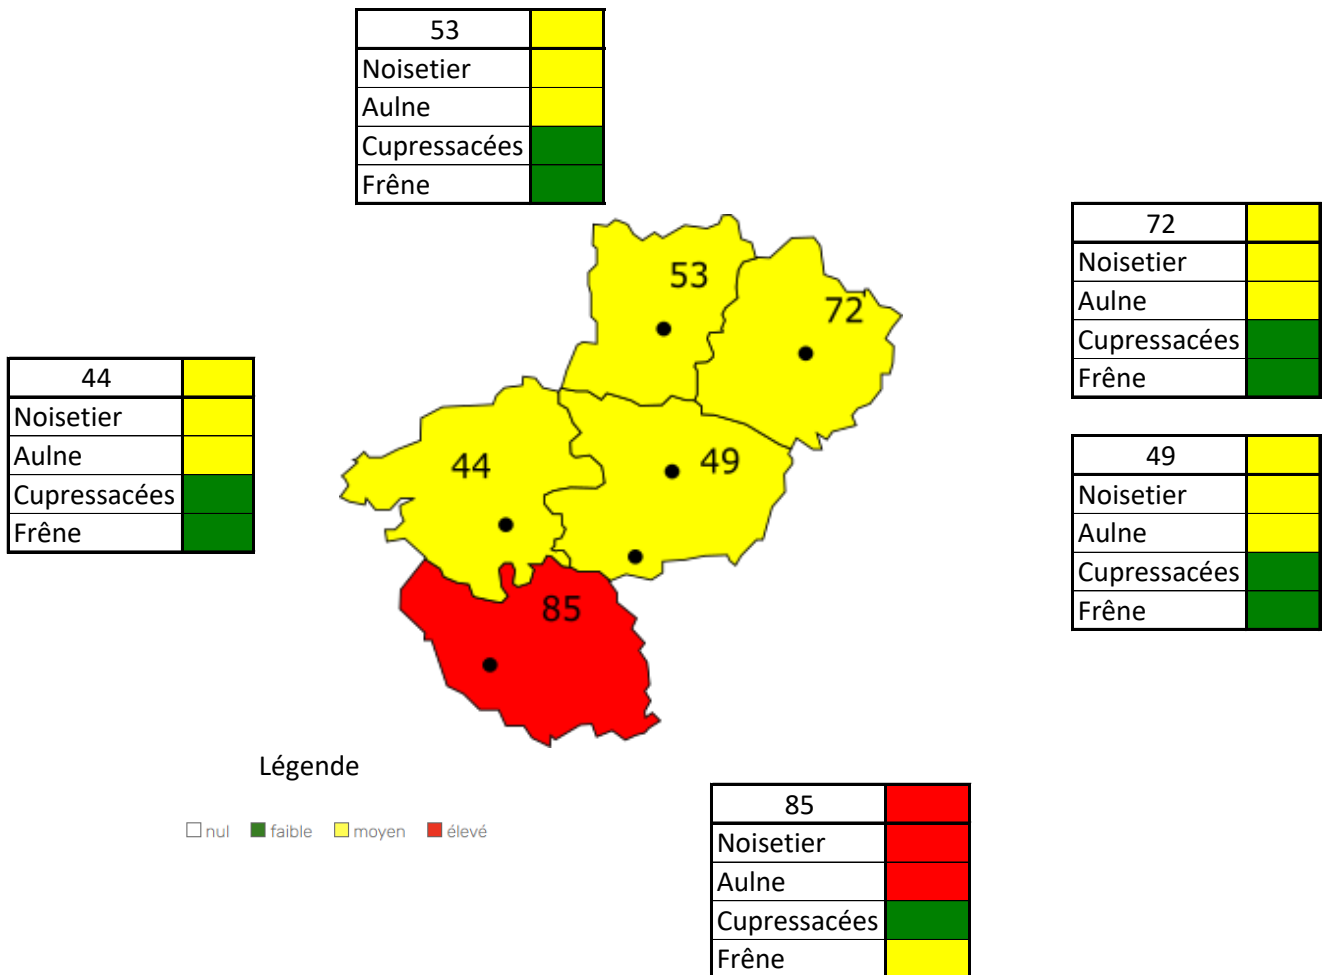 53
Noisetier
Aulne
Cupressacées
Frêne
72
Noisetier
Aulne
Cupressacées
Frêne
53
72
44
Noisetier
Aulne
Cupressacées
Frêne
44
49
49
Noisetier
Aulne
Cupressacées
Frêne
85
Légende
nul faible moyen élevé
85
Noisetier
Aulne
Cupressacées
Frêne